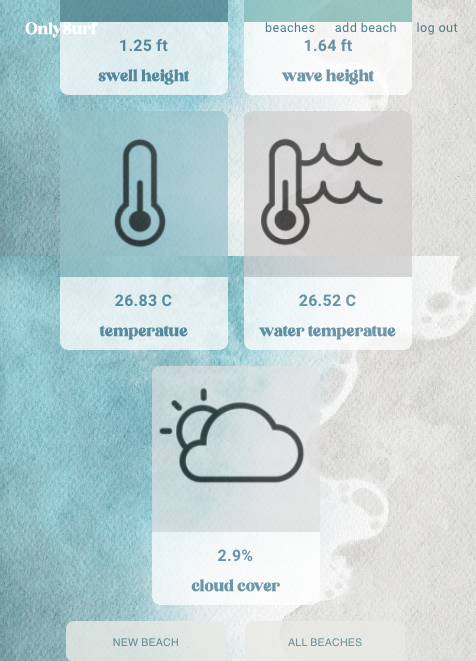 OnlySurf beaches add beach log out
1.25 ft 1.64 ft
swell height wave height
26.83 C 26.52 C
temperatue water temperatue
2.9%
cloud cover
NEW BEACH ALL BEACHES